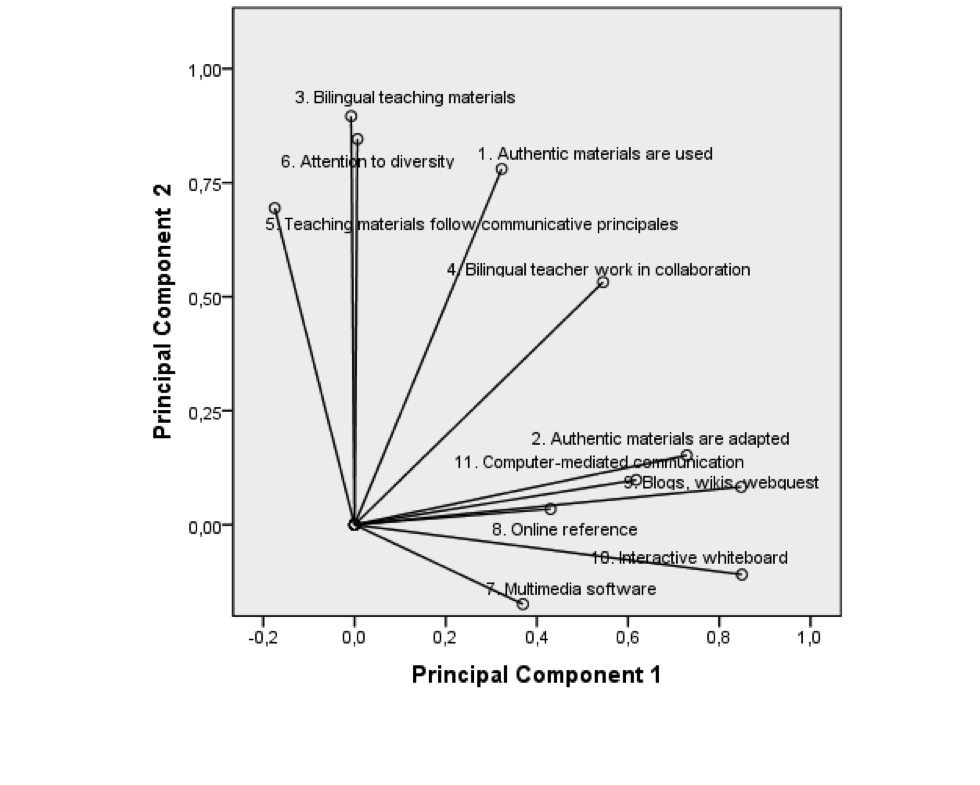 1,00
3. Bilingual teaching materials
1. Authentic materials are used
6. Attention to diversity
0,75
5. Teaching materials follow communicative principales
4. Bilingual teacher work in collaboration
0,50
Principal Component 2
0,25
2. Authentic materials are adapted
11. Computer-mediated communication
9. Blogs, wikis, webquest
0,00
8. Online reference
10. Interactive whiteboard
7. Multimedia software
-0,2 0,0 0,2 0,4 0,6 0,8 1,0
Principal Component 1